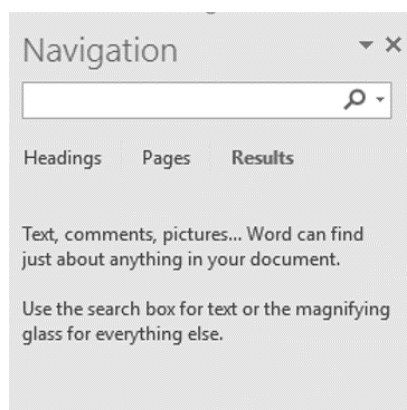 Navigation
Headings Pages Results
Text, comments, pictures... Word can find
just about anything in your document.
Use the search box for text or the magnifying
glass for everything else.